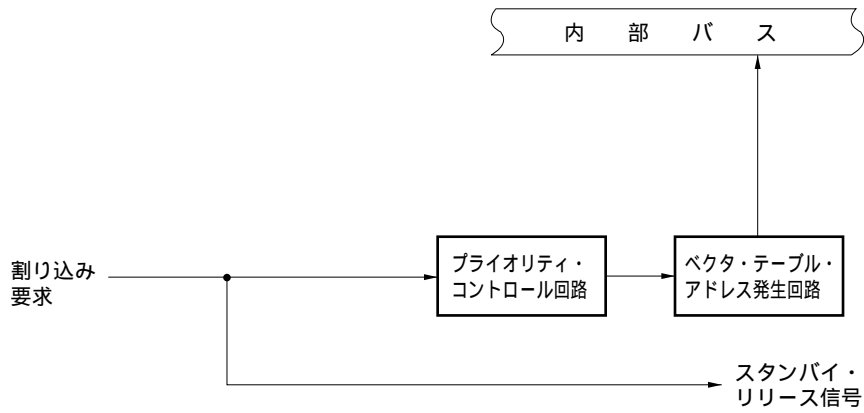 内部バス
割り込み
要求
プライオリティ・
コントロール回路
ベクタ・テーブル・
アドレス発生回路
スタンバイ・
リリース信号